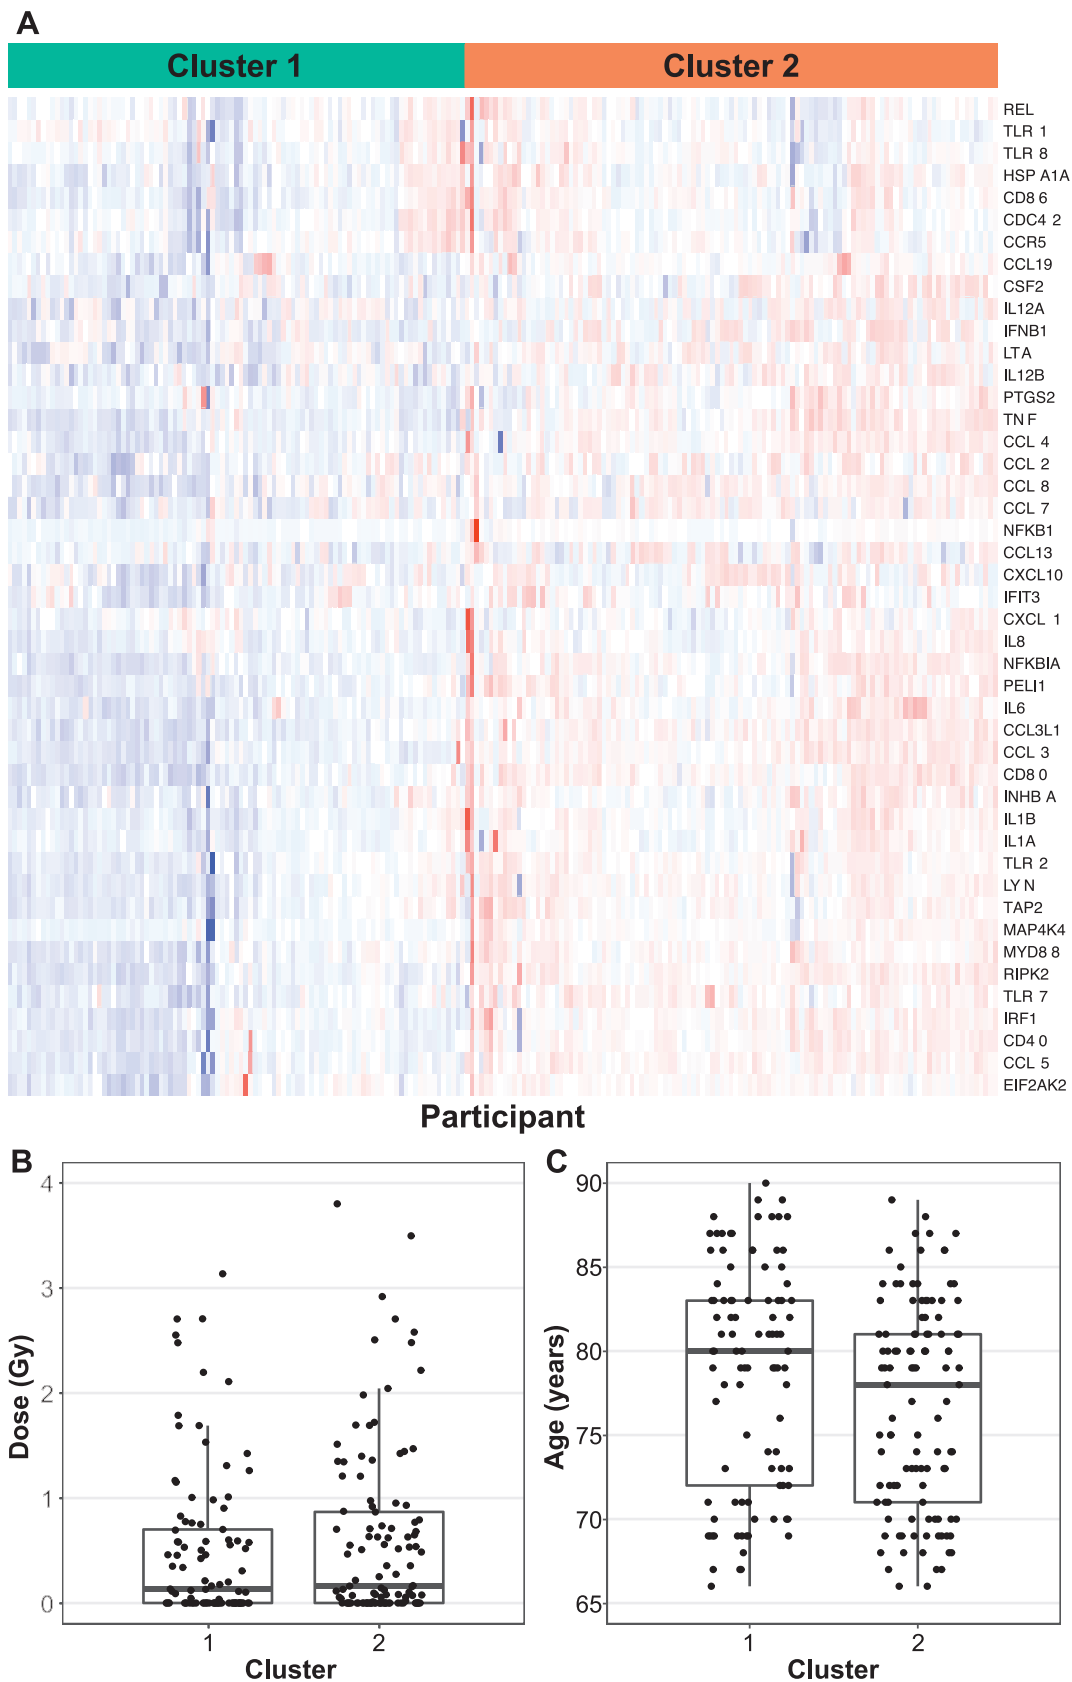 A
Cluster 1 Cluster 2
REL
TLR 1
TLR 8
HSP A1A
CD8 6
CDC4 2
CCR5
CCL19
CSF2
IL12A
IFNB1
LTA
IL12B
PTGS2
TN F
CCL 4
CCL 2
CCL 8
CCL 7
NFKB1
CCL13
CXCL10
IFIT3
CXCL 1
IL8
NFKBIA
PELI1
IL6
CCL3L1
CCL 3
CD8 0
INHB A
IL1B
IL1A
TLR 2
LY N
TAP2
MAP4K4
MYD8 8
RIPK2
TLR 7
IRF1
CD4 0
CCL 5
EIF2AK2
Participant
B
4
3
2
1
0
Dose (Gy)
1 2
Cluster
C
90
85
80
75
70
65
Age (years)
1 2
Cluster